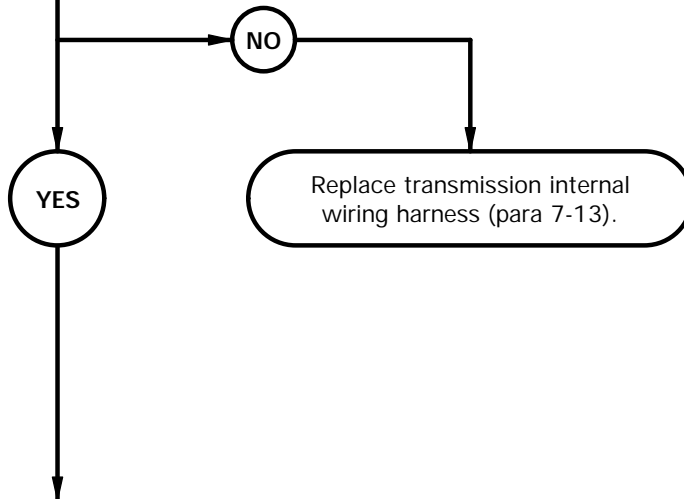 NO
YES
Replace transmission internal
wiring harness (para 7-13).